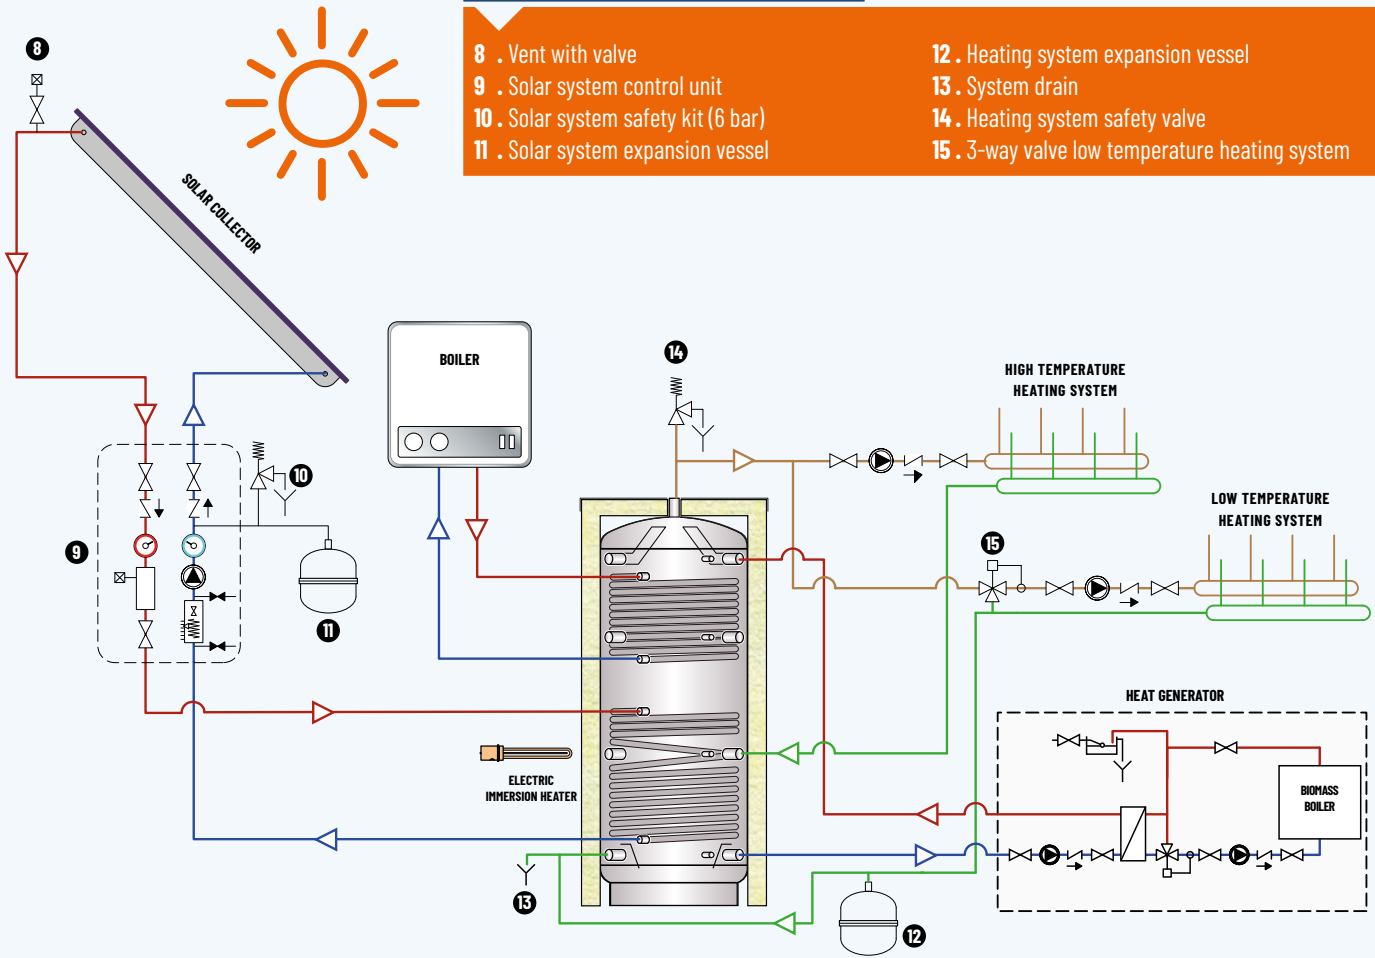 8 . Vent with valve
9 . Solar system control unit
10 . Solar system safety kit (6 bar)
11 . Solar system expansion vessel
12 . Heating system expansion vessel
13 . System drain
14 . Heating system safety valve
15 . 3-way valve low temperature heating system
8
SOLAR COLLECTOR
BOILER
14
HIGH TEMPERATURE
HEATING SYSTEM
10
LOW TEMPERATURE
HEATING SYSTEM
9
15
11
HEAT GENERATOR
ELECTRIC
IMMERSION HEATER
BIOMASS
BOILER
13
12